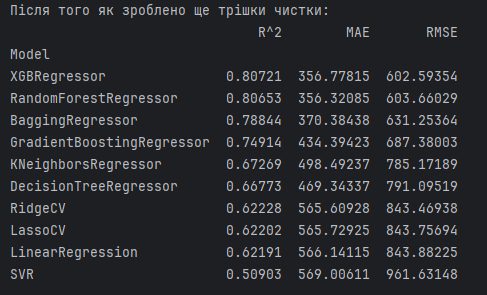 Після того як зроблено ще трішки чистки:
R^2 MAE RMSE
Model
XGBRegressor 0.80721 356.77815 602.59354
RandomForestRegressor 0.80653 356.32085 603.66029
BaggingRegressor 0.78844 370.38438 631.25364
GradientBoostingRegressor 0.74914 434.39423 687.38003
KNeighborsRegressor 0.67269 498.49237 785.17189
DecisionTreeRegressor 0.66773 469.34337 791.09519
RidgeCV 0.62228 565.60928 843.46938
LassoCV 0.62202 565.72925 843.75694
LinearRegression 0.62191 566.14115 843.88225
SVR 0.50903 569.00611 961.63148